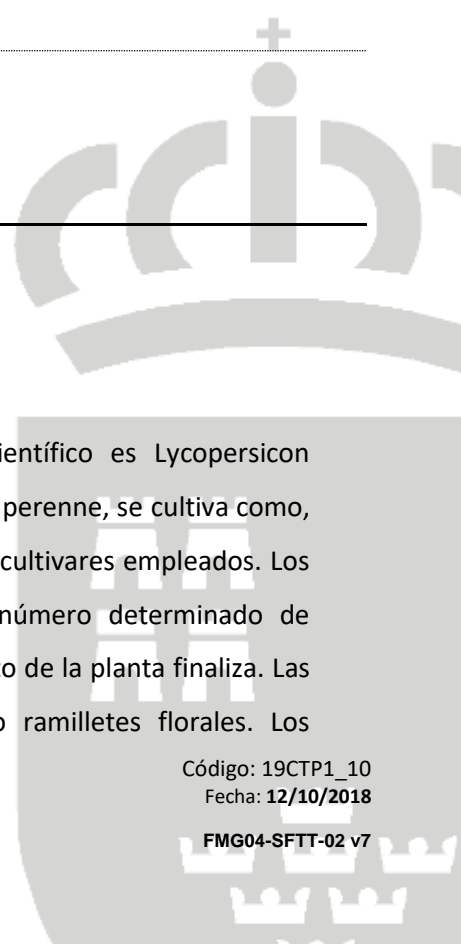 ientífico es Lycopersicon
perenne, se cultiva como,
cultivares empleados. Los
número determinado de
to de la planta finaliza. Las
o ramilletes florales. Los
Código: 19CTP1_10
Fecha: 12/10/2018
FMG04-SFTT-02 v7